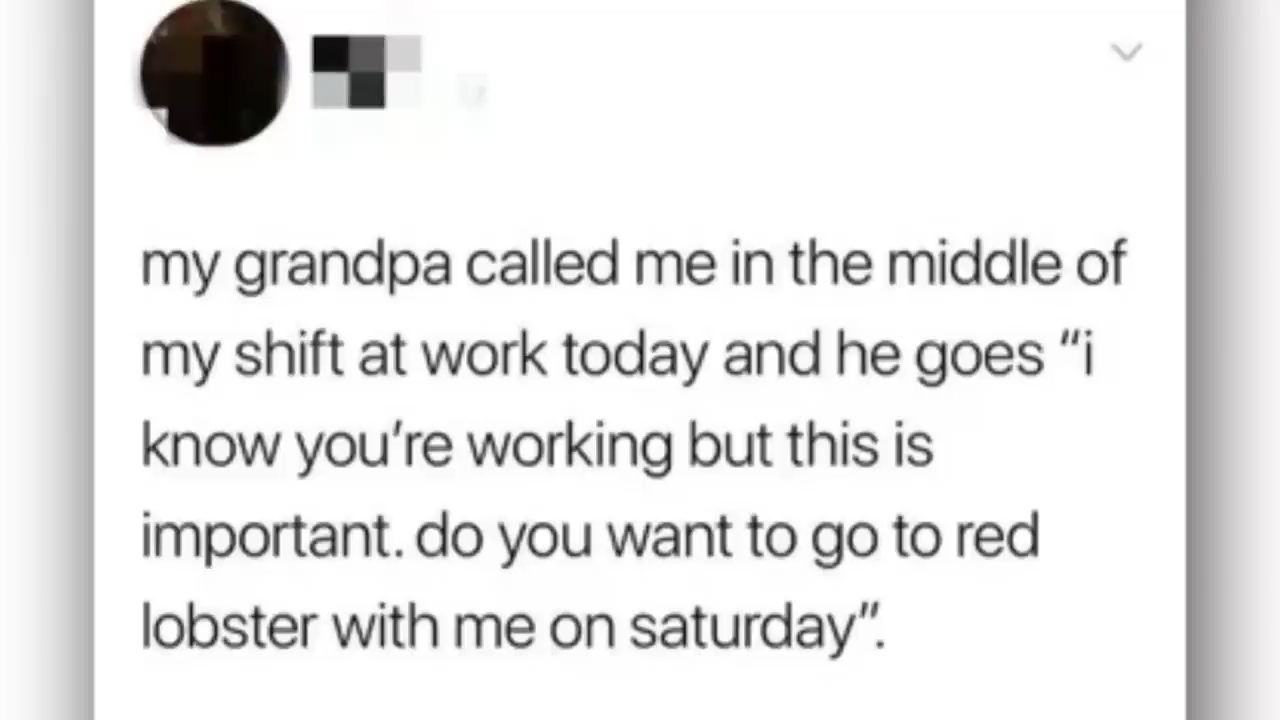 my grandpa called me in the middle of
my shift at work today and he goes “i
know you’re working but this is
important. do you want to go to red
lobster with me on saturday”.